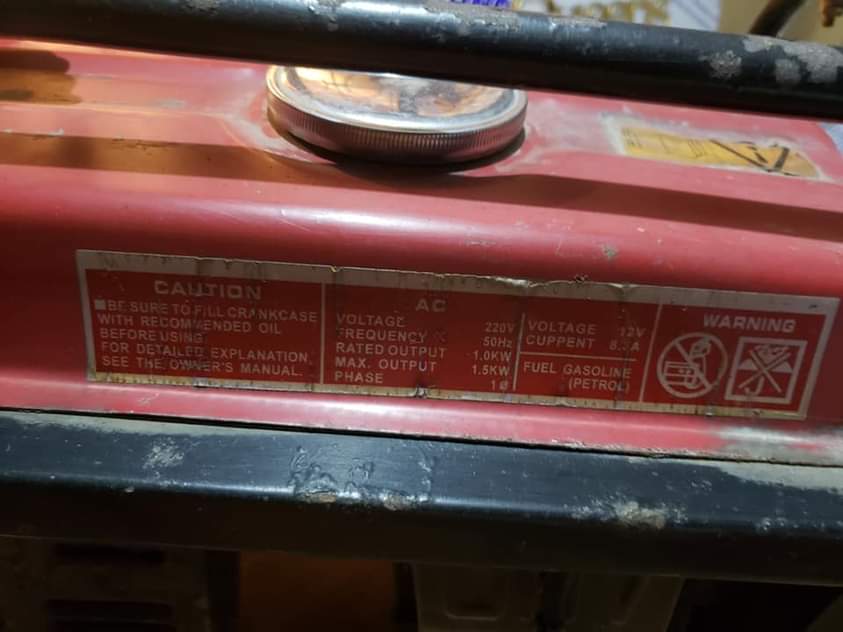 CAUTION
■BE SURE TO FILL CRANKCASE
WITH RECOMMENDED OIL
BEFORE USING
FOR DETAILED EXPLANATION
SEE THE OWNER'S MANUAL.
AC
VOLTAGE 220V
FREQUENCY 50Hz
RATED OUTPUT 1.0KW
MAX. OUTPUT 1.5KW
PHASE 1Ø
VOLTAGE 12V
CURRENT
FUEL GASOLINE
(PETROL)
WARNING